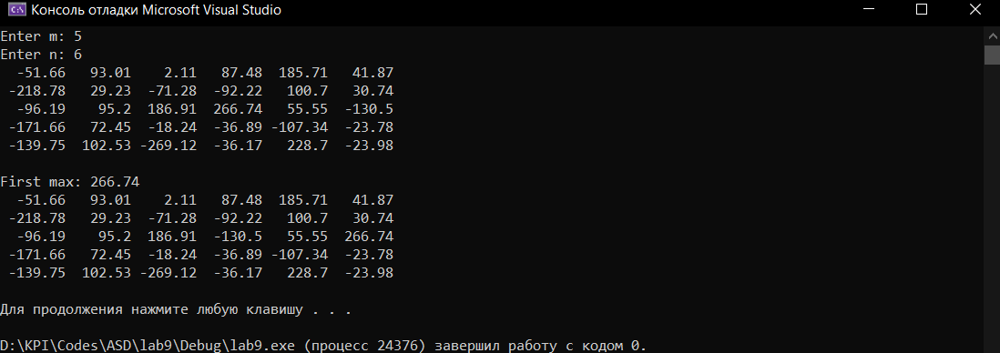 Консоль отладки Microsoft Visual Studio
Enter m: 5
Enter n: 6
-51.66 93.01 2.11 87.48 185.71 41.87
-218.78 29.23 -71.28 -92.22 100.7 30.74
-96.19 95.2 186.91 266.74 55.55 -130.5
-171.66 72.45 -18.24 -36.89 -107.34 -23.78
-139.75 102.53 -269.12 -36.17 228.7 -23.98
First max: 266.74
-51.66 93.01 2.11 87.48 185.71 41.87
-218.78 29.23 -71.28 -92.22 100.7 30.74
-96.19 95.2 186.91 -130.5 55.55 266.74
-171.66 72.45 -18.24 -36.89 -107.34 -23.78
-139.75 102.53 -269.12 -36.17 228.7 -23.98
Для продолжения нажмите любую клавишу . . .
D:\KPI\Codes\ASD\lab9\Debug\lab9.exe (процесс 24376) завершил работу с кодом 0.